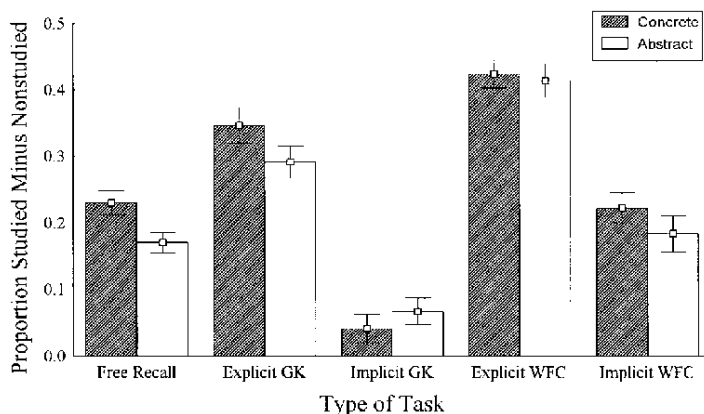 Proportion Studied Minus Nonstudied
0.5
0.4
0.3
0.2
0.1
0.0
Concrete
Abstract
Free Recall
Explicit GK
Implicit GK
Explicit WFC
Implicit WFC
Type of Task